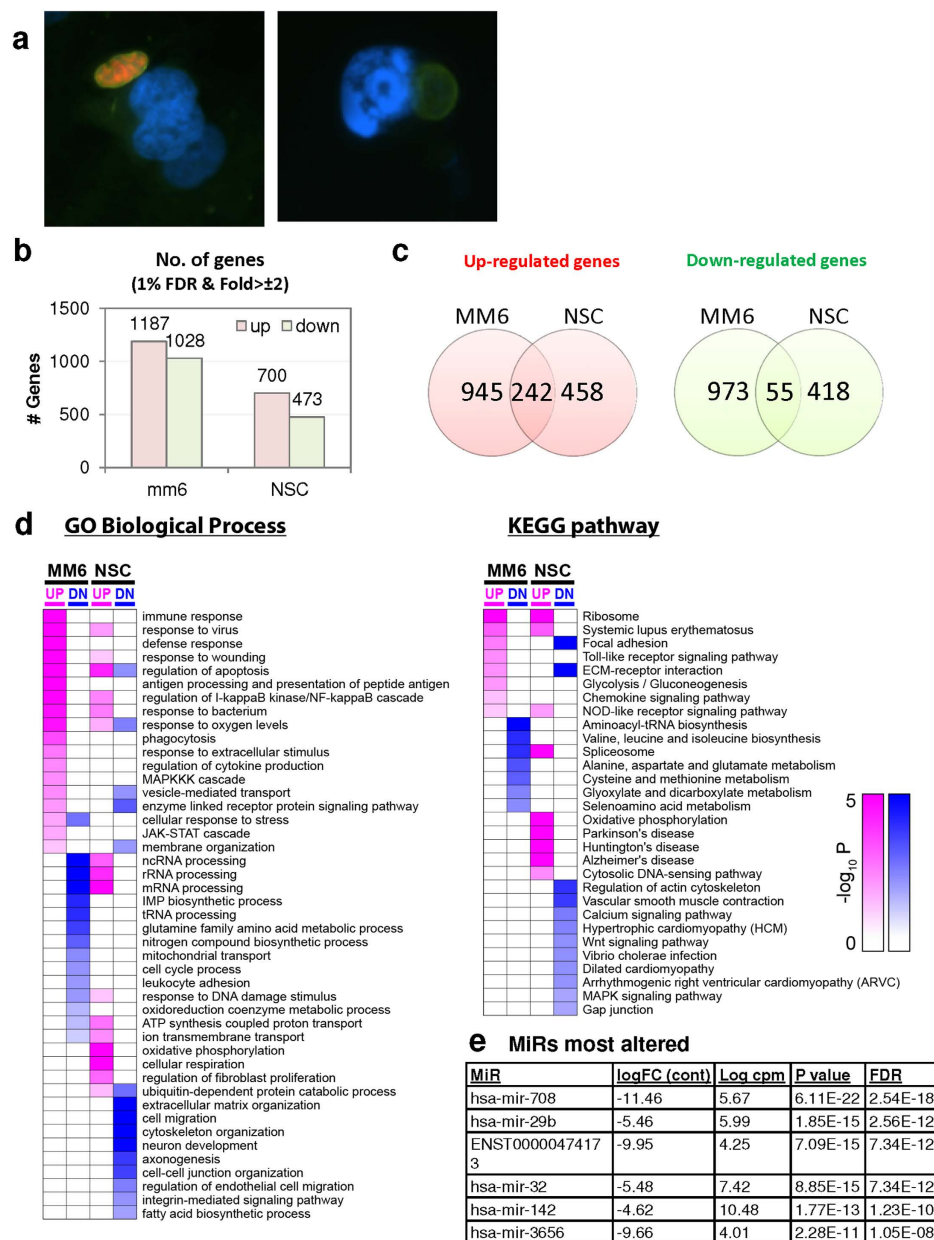 a
b
No. of genes
(1% FDR & Fold>±2)
# Genes
1500
1000
500
0
1187
1028
700
473
up
down
mm6
NSC
c
Up-regulated genes
Down-regulated genes
MM6
NSC
MM6
NSC
945
242
458
973
55
418
d
GO Biological Process
MM6 NSC
UP DN UP DN
immune response
response to virus
defense response
response to wounding
regulation of apoptosis
antigen processing and presentation of peptide antigen
regulation of I-kappaB kinase/NF-kappaB cascade
response to bacterium
response to oxygen levels
phagocytosis
response to extracellular stimulus
regulation of cytokine production
MAPKKK cascade
vesicle-mediated transport
enzyme linked receptor protein signaling pathway
cellular response to stress
JAK-STAT cascade
membrane organization
ncRNA processing
rRNA processing
mRNA processing
IMP biosynthetic process
tRNA processing
glutamine family amino acid metabolic process
nitrogen compound biosynthetic process
mitochondrial transport
cell cycle process
leukocyte adhesion
response to DNA damage stimulus
oxidoreduction coenzyme metabolic process
ATP synthesis coupled proton transport
ion transmembrane transport
oxidative phosphorylation
cellular respiration
regulation of fibroblast proliferation
ubiquitin-dependent protein catabolic process
extracellular matrix organization
cell migration
cytoskeleton organization
neuron development
axonogenesis
cell-cell junction organization
regulation of endothelial cell migration
integrin-mediated signaling pathway
fatty acid biosynthetic process
KEGG pathway
MM6 NSC
UP DN UP DN
Ribosome
Systemic lupus erythematosus
Focal adhesion
Toll-like receptor signaling pathway
ECM-receptor interaction
Glycolysis / Gluconeogenesis
Chemokine signaling pathway
NOD-like receptor signaling pathway
Aminoacyl-tRNA biosynthesis
Valine, leucine and isoleucine biosynthesis
Spliceosome
Alanine, aspartate and glutamate metabolism
Cysteine and methionine metabolism
Glyoxylate and dicarboxylate metabolism
Selenoamino acid metabolism
Oxidative phosphorylation
Parkinson's disease
Huntington's disease
Alzheimer's disease
Cytosolic DNA-sensing pathway
Regulation of actin cytoskeleton
Vascular smooth muscle contraction
Calcium signaling pathway
Hypertrophic cardiomyopathy (HCM)
Wnt signaling pathway
Vibrio cholerae infection
Dilated cardiomyopathy
Arrhythmogenic right ventricular cardiomyopathy (ARVC)
MAPK signaling pathway
Gap junction
5
0
-log10 P
e MiRs most altered
MiR logFC (cont) Log cpm P value FDR
hsa-mir-708 -11.46 5.67 6.11E-22 2.54E-18
hsa-mir-29b -5.46 5.99 1.85E-15 2.56E-12
ENST0000047417 -9.95 4.25 7.09E-15 7.34E-12
3
hsa-mir-32 -5.48 7.42 8.85E-15 7.34E-12
hsa-mir-142 -4.62 10.48 1.77E-13 1.23E-10
hsa-mir-3656 -9.66 4.01 2.28E-11 1.05E-08